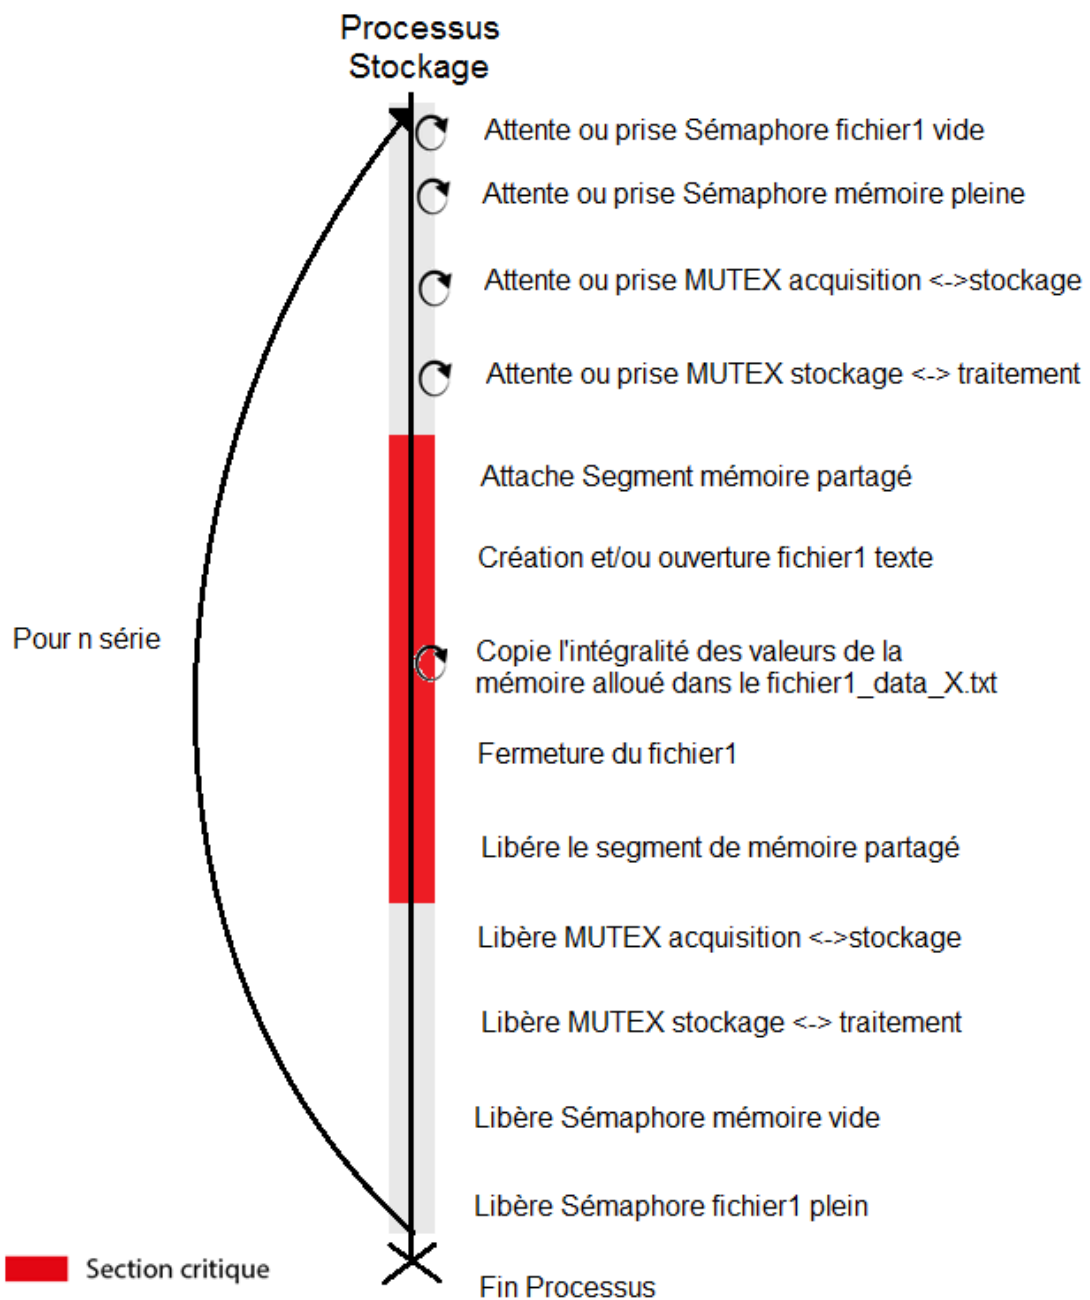 Processus
Stockage
Attente ou prise Sémaphore fichier1 vide
Attente ou prise Sémaphore mémoire pleine
Attente ou prise MUTEX acquisition <->stockage
Attente ou prise MUTEX stockage <-> traitement
Attache Segment mémoire partagé
Création et/ou ouverture fichier1 texte
Pour n série
Copie l'intégralité des valeurs de la
mémoire alloué dans le fichier1_data_X.txt
Fermeture du fichier1
Libére le segment de mémoire partagé
Libère MUTEX acquisition <->stockage
Libère MUTEX stockage <-> traitement
Libère Sémaphore mémoire vide
Libère Sémaphore fichier1 plein
Section critique
Fin Processus